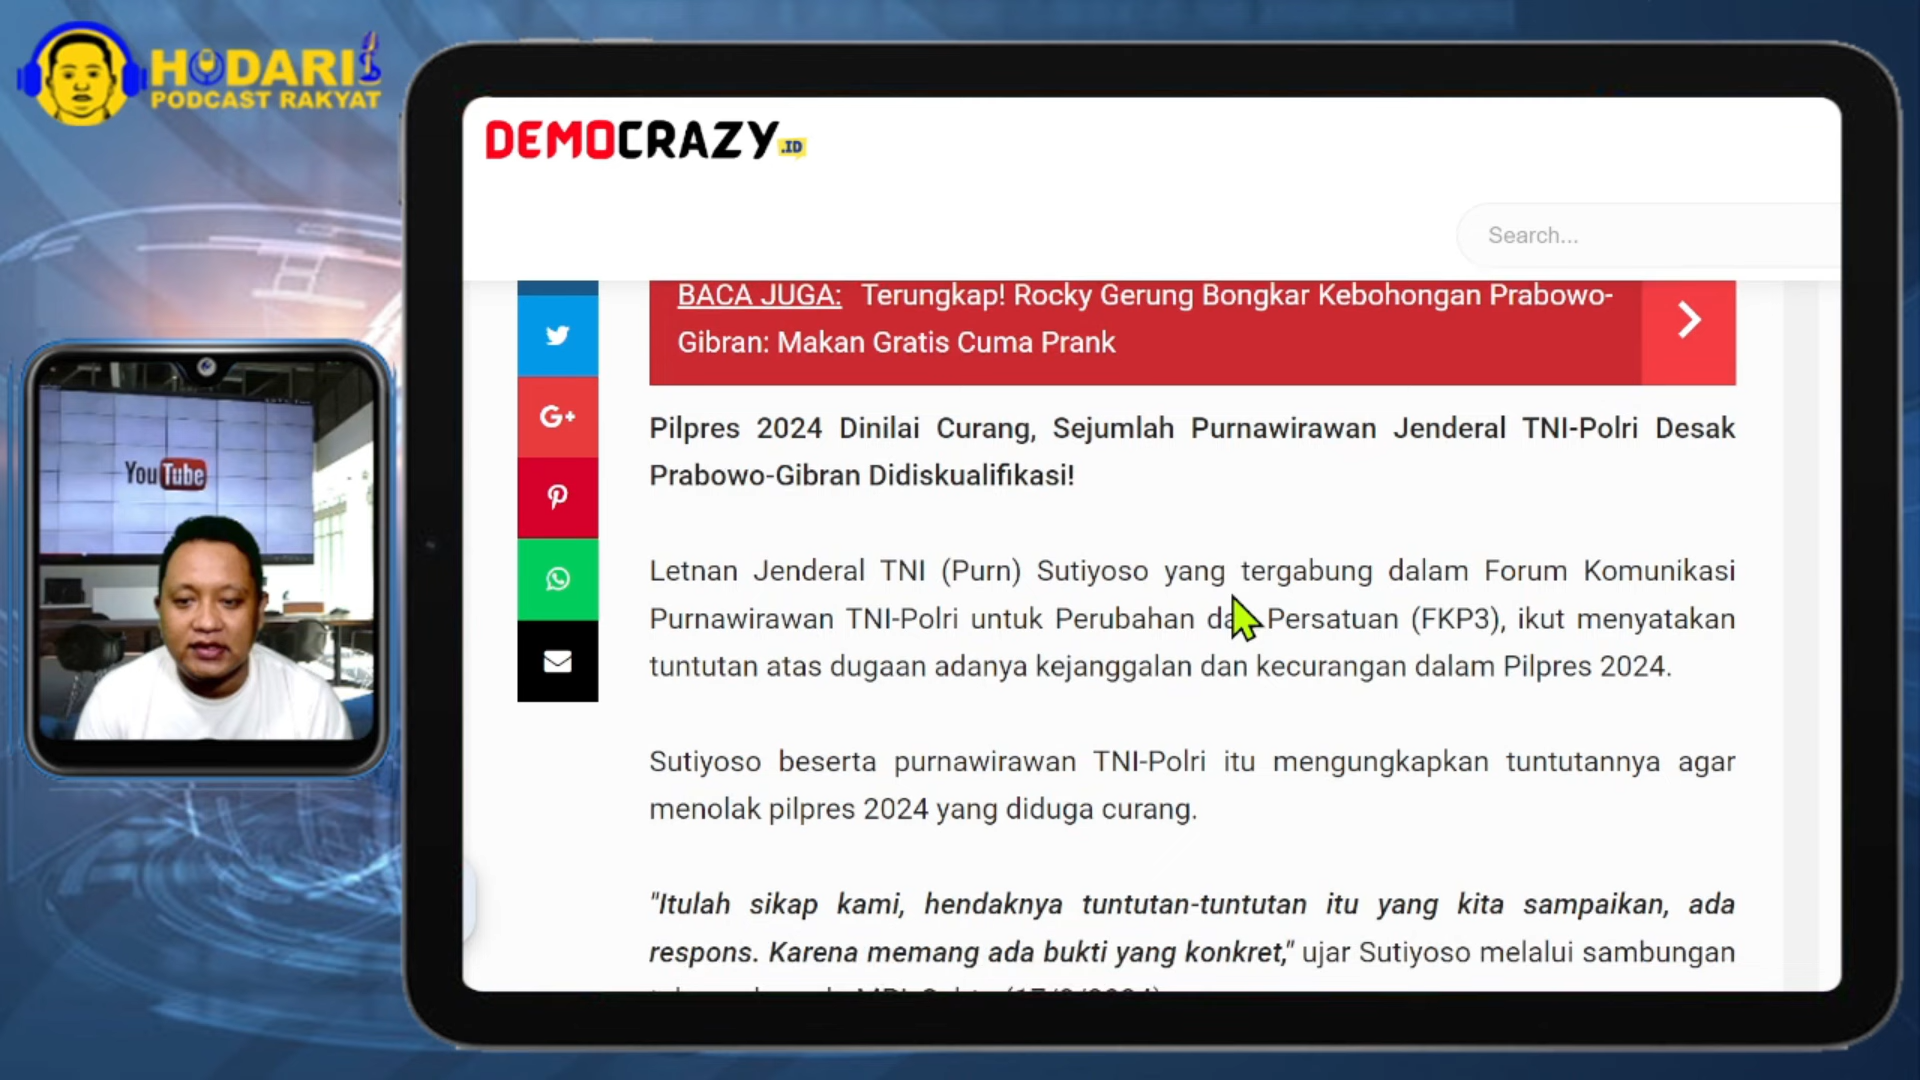 HODARI
PODCAST RAKYAT
DEMOCRAZY.ID
Search...
BACA JUGA: Terungkap! Rocky Gerung Bongkar Kebohongan Prabowo-
Gibran: Makan Gratis Cuma Prank
G+
Pilpres 2024 Dinilai Curang, Sejumlah Purnawirawan Jenderal TNI-Polri Desak
Prabowo-Gibran Didiskualifikasi!
YouTube
Letnan Jenderal TNI (Purn) Sutiyoso yang tergabung dalam Forum Komunikasi
Purnawirawan TNI-Polri untuk Perubahan dan Persatuan (FKP3), ikut menyatakan
tuntutan atas dugaan adanya kejanggalan dan kecurangan dalam Pilpres 2024.
Sutiyoso beserta purnawirawan TNI-Polri itu mengungkapkan tuntutannya agar
menolak pilpres 2024 yang diduga curang.
"Itulah sikap kami, hendaknya tuntutan-tuntutan itu yang kita sampaikan, ada
respons. Karena memang ada bukti yang konkret," ujar Sutiyoso melalui sambungan